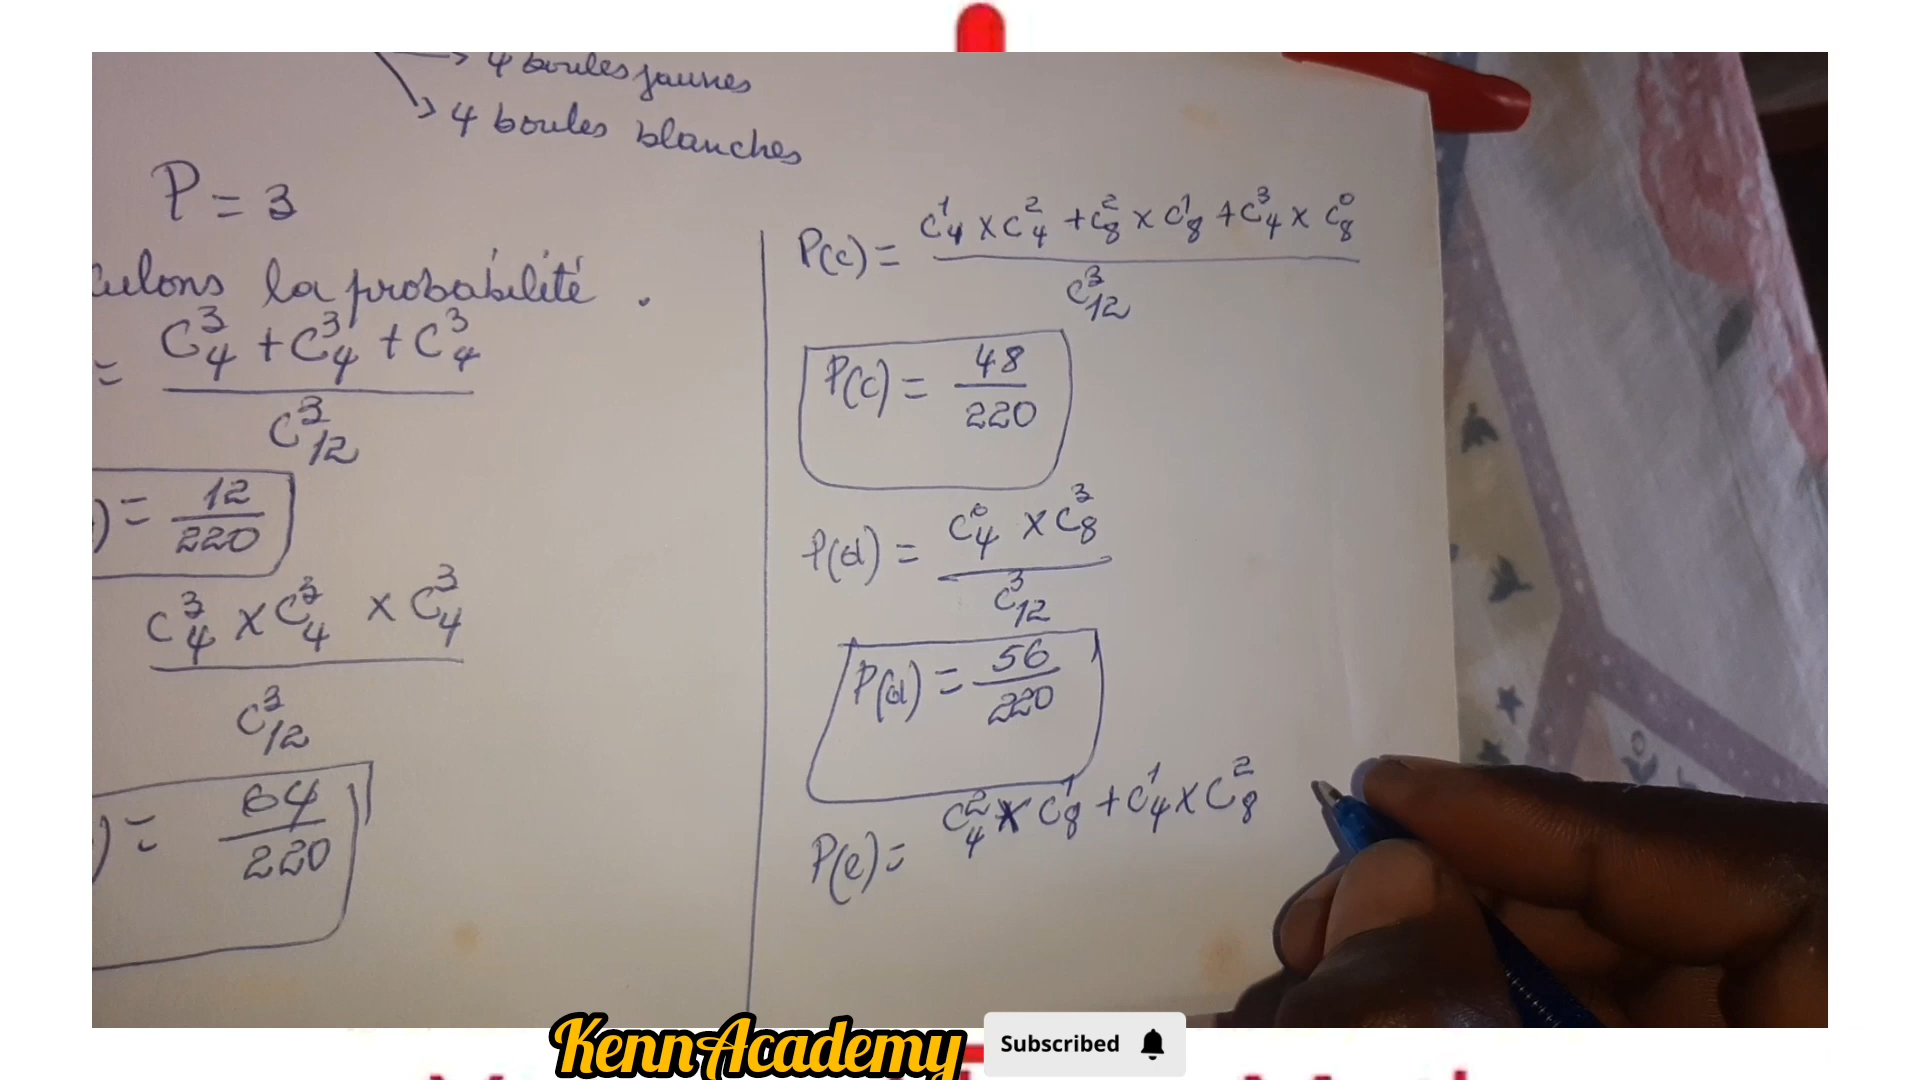 → 4 boules jaunes
→ 4 boules blanches
P = 3
culons la probabilité.
= (C³₄ + C³₄ + C³₄) / C³₁₂
) = 12/220
C³₄ × C³₄ × C³₄ / C³₁₂
) = 64/220
P(c) = (C¹₄ × C²₄ + C²₈ × C¹₈ + C³₄ × C⁰₈) / C³₁₂
P(c) = 48/220
P(d) = (C⁰₄ × C³₈) / C³₁₂
P(d) = 56/220
P(e) = C²₄ × C¹₈ + C¹₄ × C²₈
KennAcademy
Subscribed